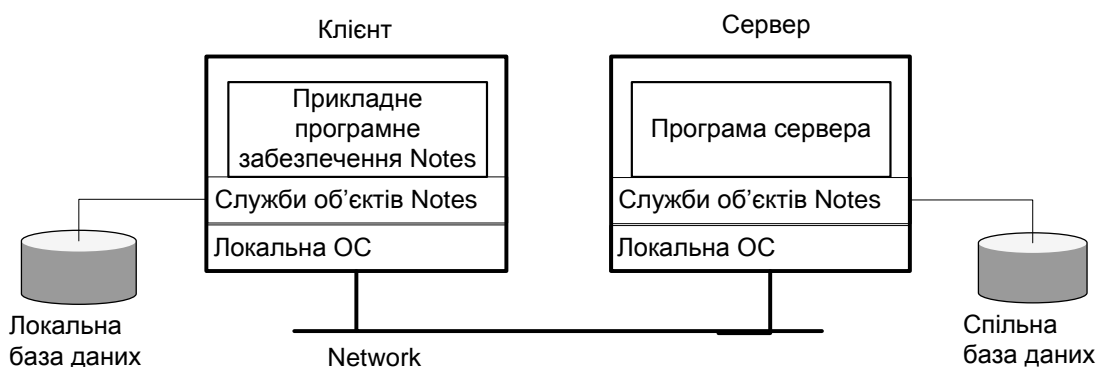 Клієнт
Сервер
Прикладне
програмне
забезпечення Notes
Програма сервера
Служби об’єктів Notes
Служби об’єктів Notes
Локальна ОС
Локальна ОС
Локальна
база даних
Network
Спільна
база даних